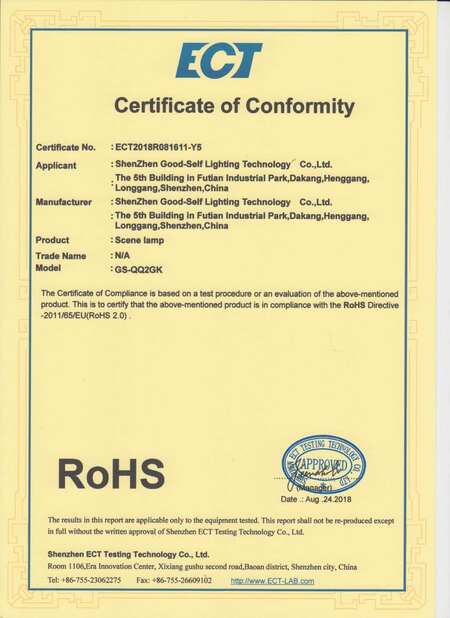 ECT
Certificate of Conformity
Certificate No. : ECT2018R081611-Y5
Applicant : ShenZhen Good-Self Lighting Technology Co.,Ltd.
: The 5th Building in Futian Industrial Park,Dakang,Henggang,
Longgang,Shenzhen,China
Manufacturer : ShenZhen Good-Self Lighting Technology Co.,Ltd.
: The 5th Building in Futian Industrial Park,Dakang,Henggang,
Longgang,Shenzhen,China
Product : Scene lamp
Trade Name : N/A
Model : GS-QQ2GK
The Certificate of Compliance is based on a test procedure or an evaluation of the above-mentioned
product. This is to certify that the above-mentioned product is in compliance with the RoHS Directive
-2011/65/EU(RoHS 2.0) .
ECT TESTING TECHNOLOGY CO., LTD
APPROVED
RoHS
(Manager)
Date .: Aug .24.2018
The results in this report are applicable only to the equipment tested. This report shall not be re-produced except
in full without the written approval of Shenzhen ECT Testing Technology Co., Ltd.
Shenzhen ECT Testing Technology Co., Ltd.
Room 1106,Era Innovation Center, Xixiang gushu second road,Baoan district, Shenzhen city, China
Tel: +86-755-23062275 Fax: +86-755-26609102 http://www.ECT-LAB.com/